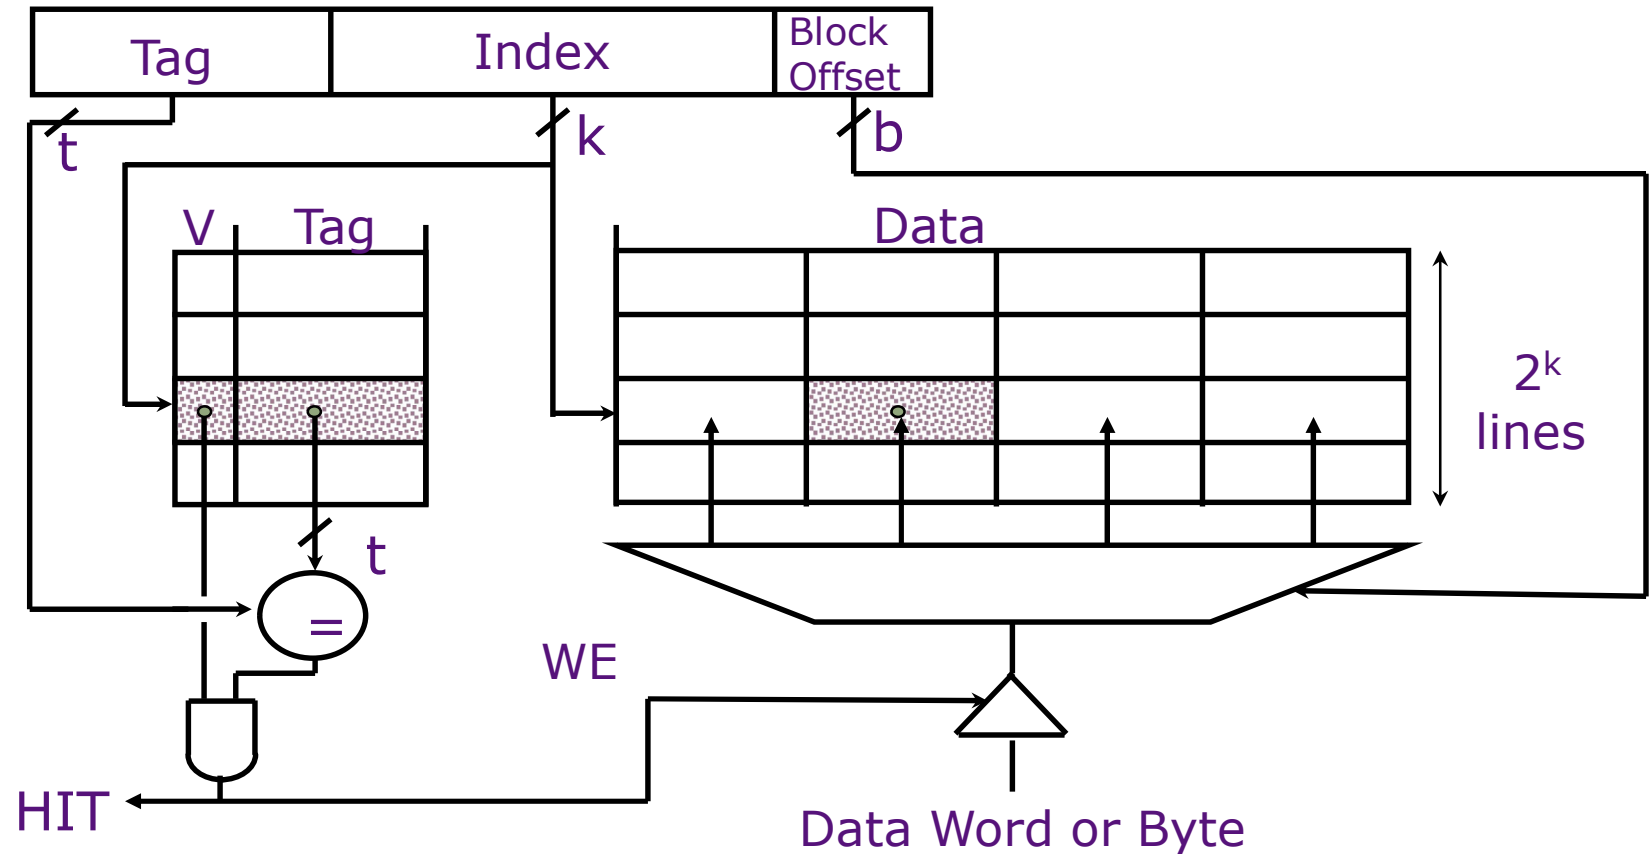 Tag
Index
Block
Offset
t
k
b
V
Tag
Data
2ᵏ
lines
t
=
WE
HIT
Data Word or Byte